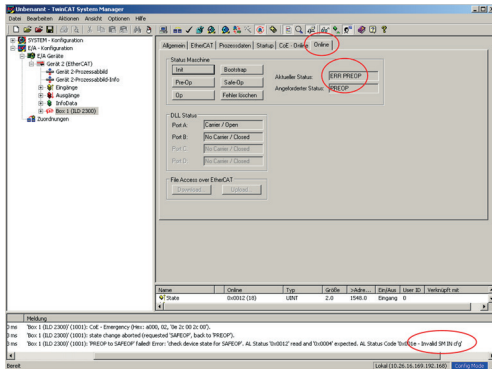 Unbenannt - TwinCAT System Manager
Datei Bearbeiten Aktionen Ansicht Optionen Hilfe
SYSTEM - Konfiguration
E/A - Konfiguration
E/A Geräte
Gerät 2 (EtherCAT)
Gerät 2-Prozessabbild
Gerät 2-Prozessabbild-Info
Eingänge
Ausgänge
InfoData
Box 1 (ILD-2300)
Zuordnungen
Allgemein EtherCAT Prozessdaten Startup CoE - Online Online
Status Maschine
Init Bootstrap
Pre-Op Safe-Op
Op Fehler löschen
Aktueller Status: ERR PREOP
Angeforderter Status: PREOP
DLL Status
Port A: Carrier / Open
Port B: No Carrier / Closed
Port C: No Carrier / Closed
Port D: No Carrier / Closed
File Access over EtherCAT
Download... Upload...
Name Online Typ Größe >Adre... Ein/Aus User ID Verknüpft mit
State 0x0012 (18) UINT 2.0 1548.0 Eingang 0
Meldung
0 ms 'Box 1 (ILD 2300)' (1001): CoE - Emergency (Hex: a000, 02, '0e 2c 00 2c 00').
0 ms 'Box 1 (ILD 2300)' (1001): state change aborted (requested 'SAFEOP', back to 'PREOP').
0 ms 'Box 1 (ILD 2300)' (1001): 'PREOP to SAFEOP' failed! Error: 'check device state for SAFEOP'. AL Status '0x0012' read and '0x0004' expected. AL Status Code '0x001e - Invalid SM IN cfg'
Bereit Lokal (10.26.16.169.192.168) Config Mode